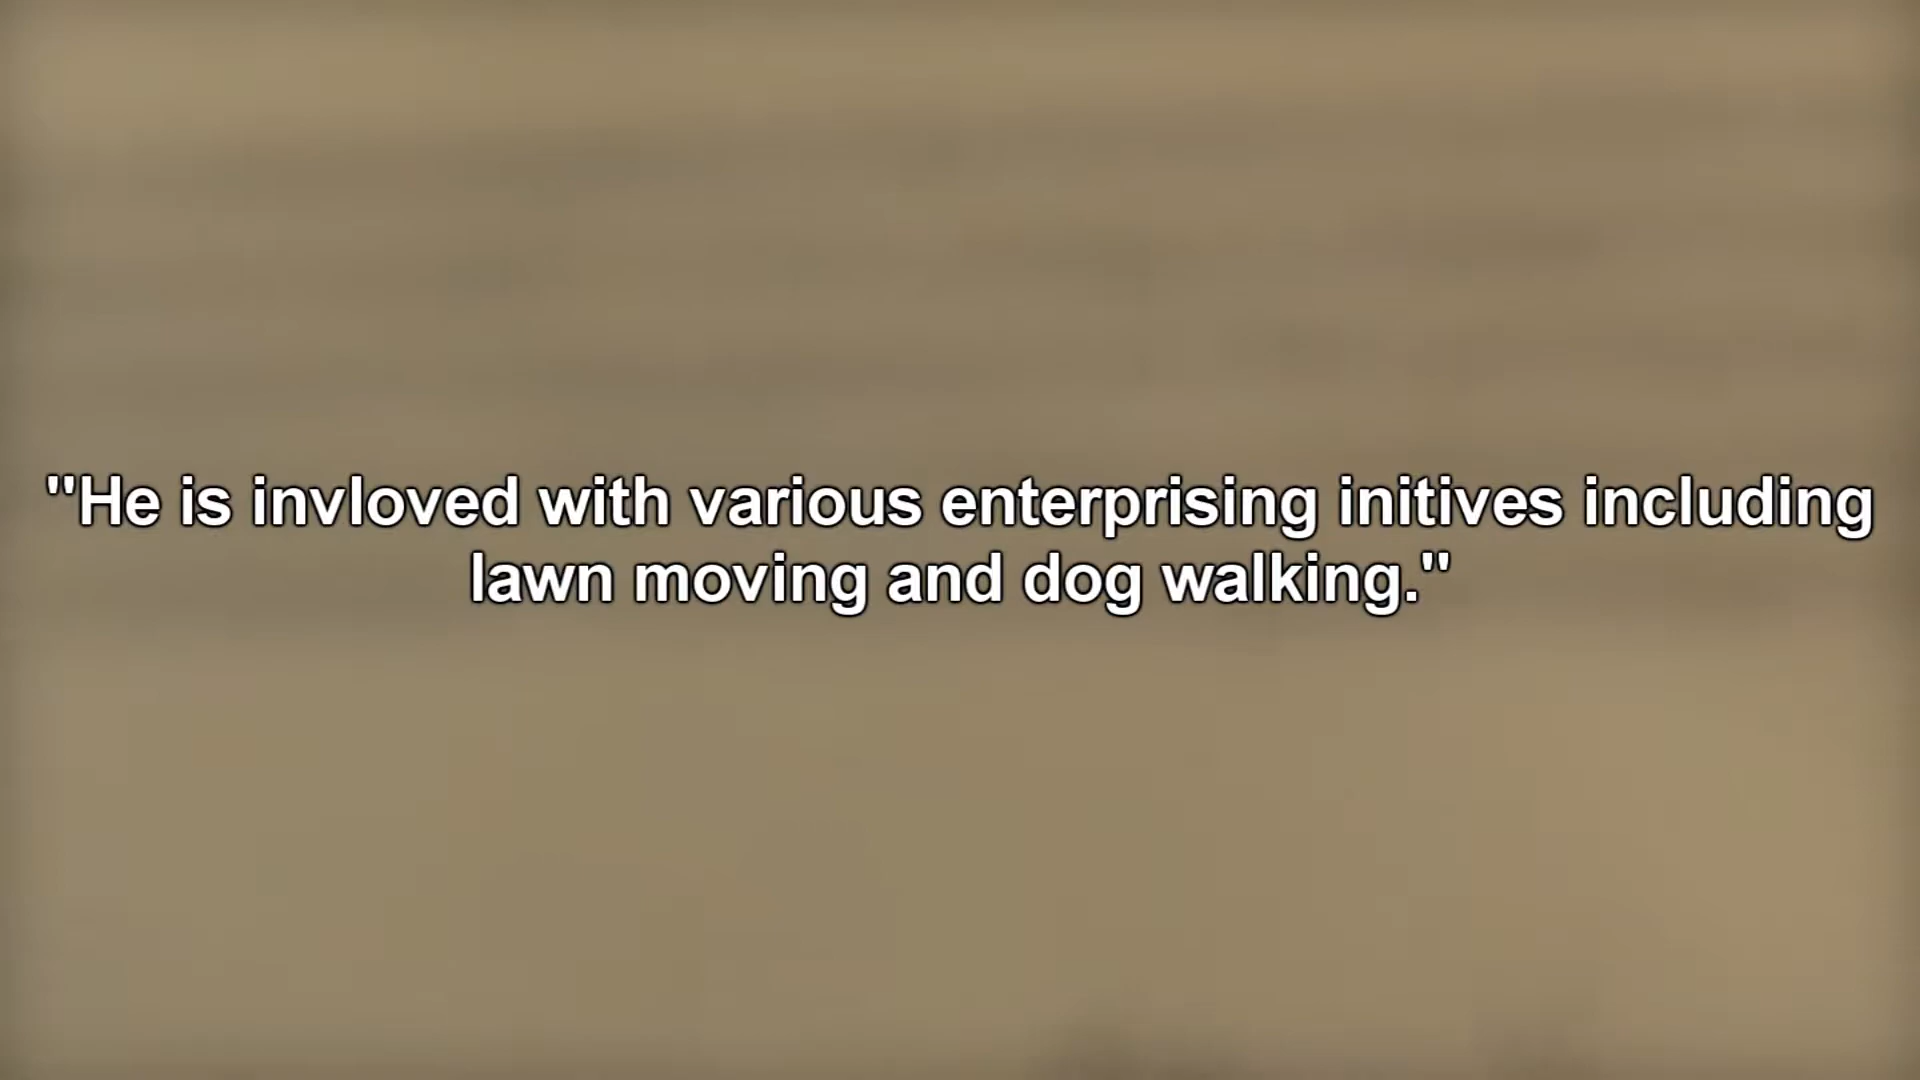 "He is invloved with various enterprising initives including
lawn moving and dog walking."